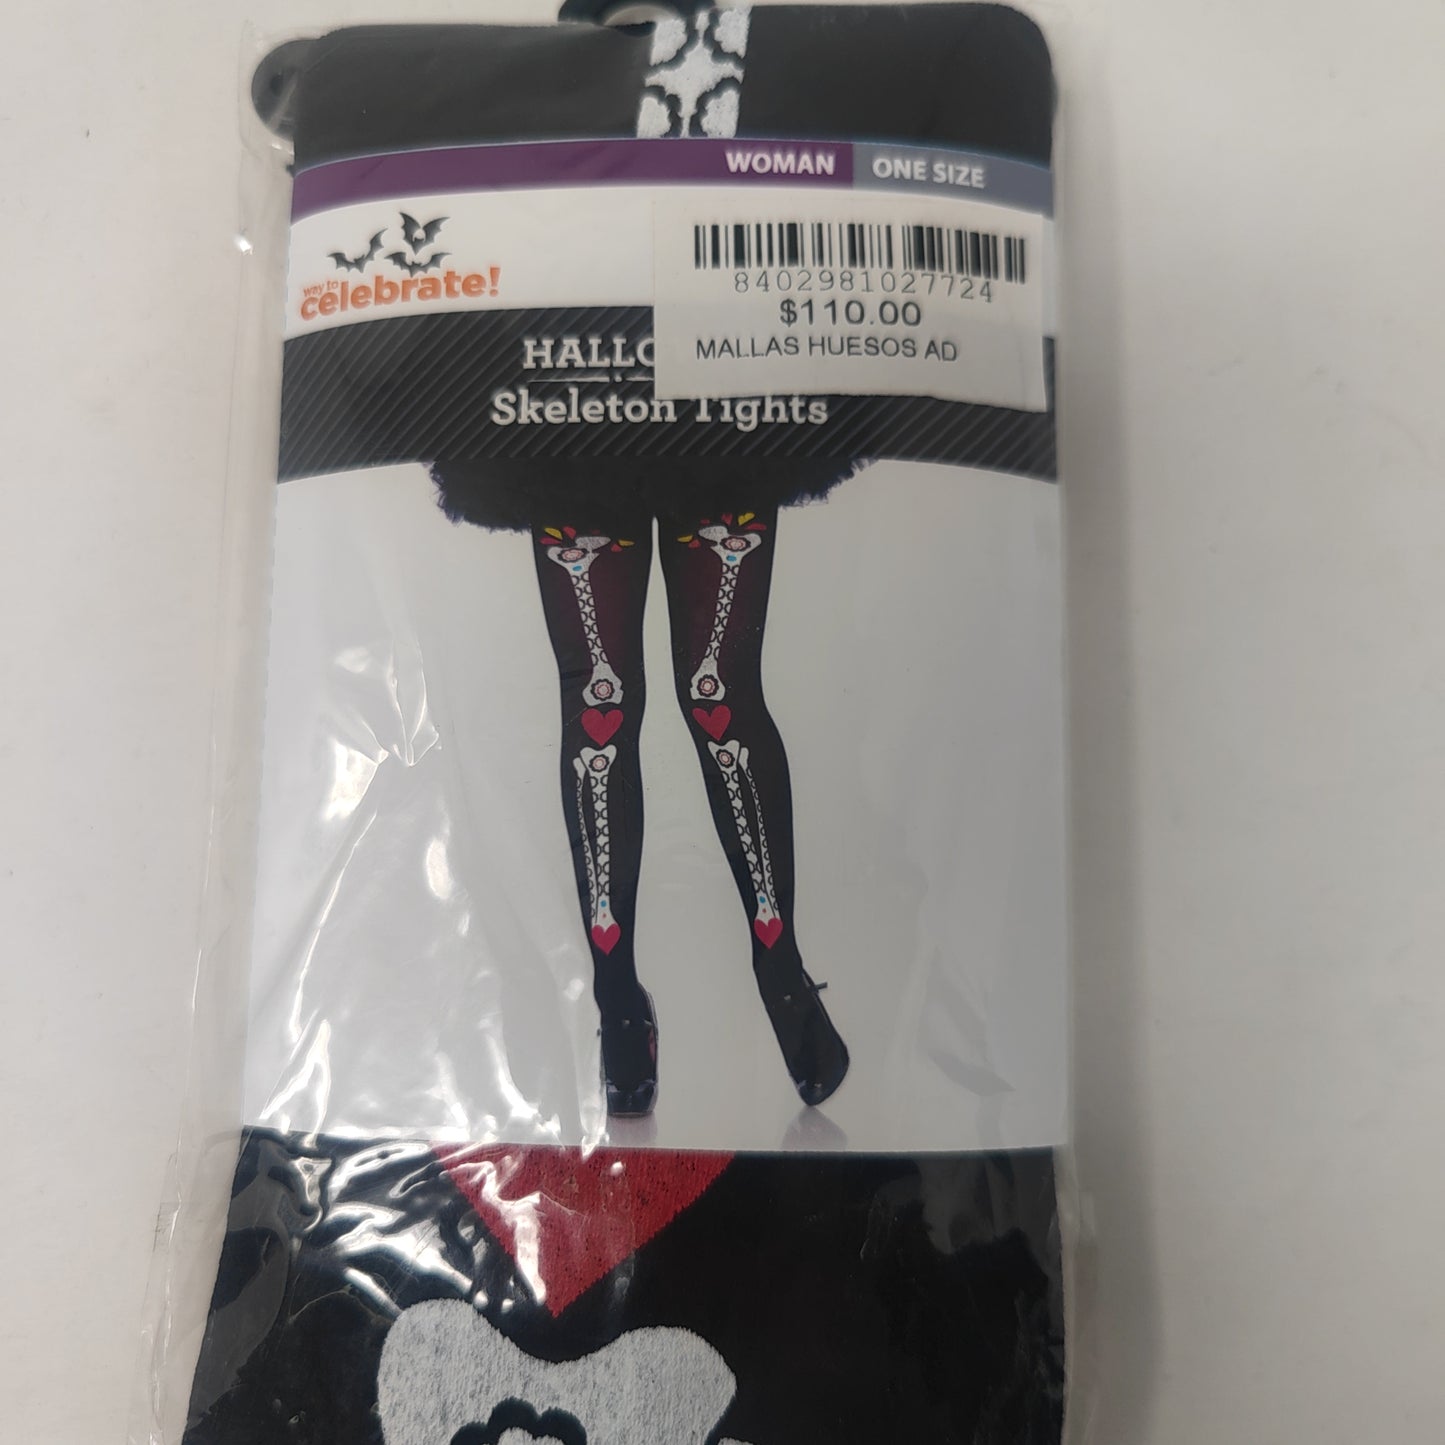 WOMAN ONE SIZE
way to
celebrate!
8402981027724
$110.00
MALLAS HUESOS AD
Skeleton Tights